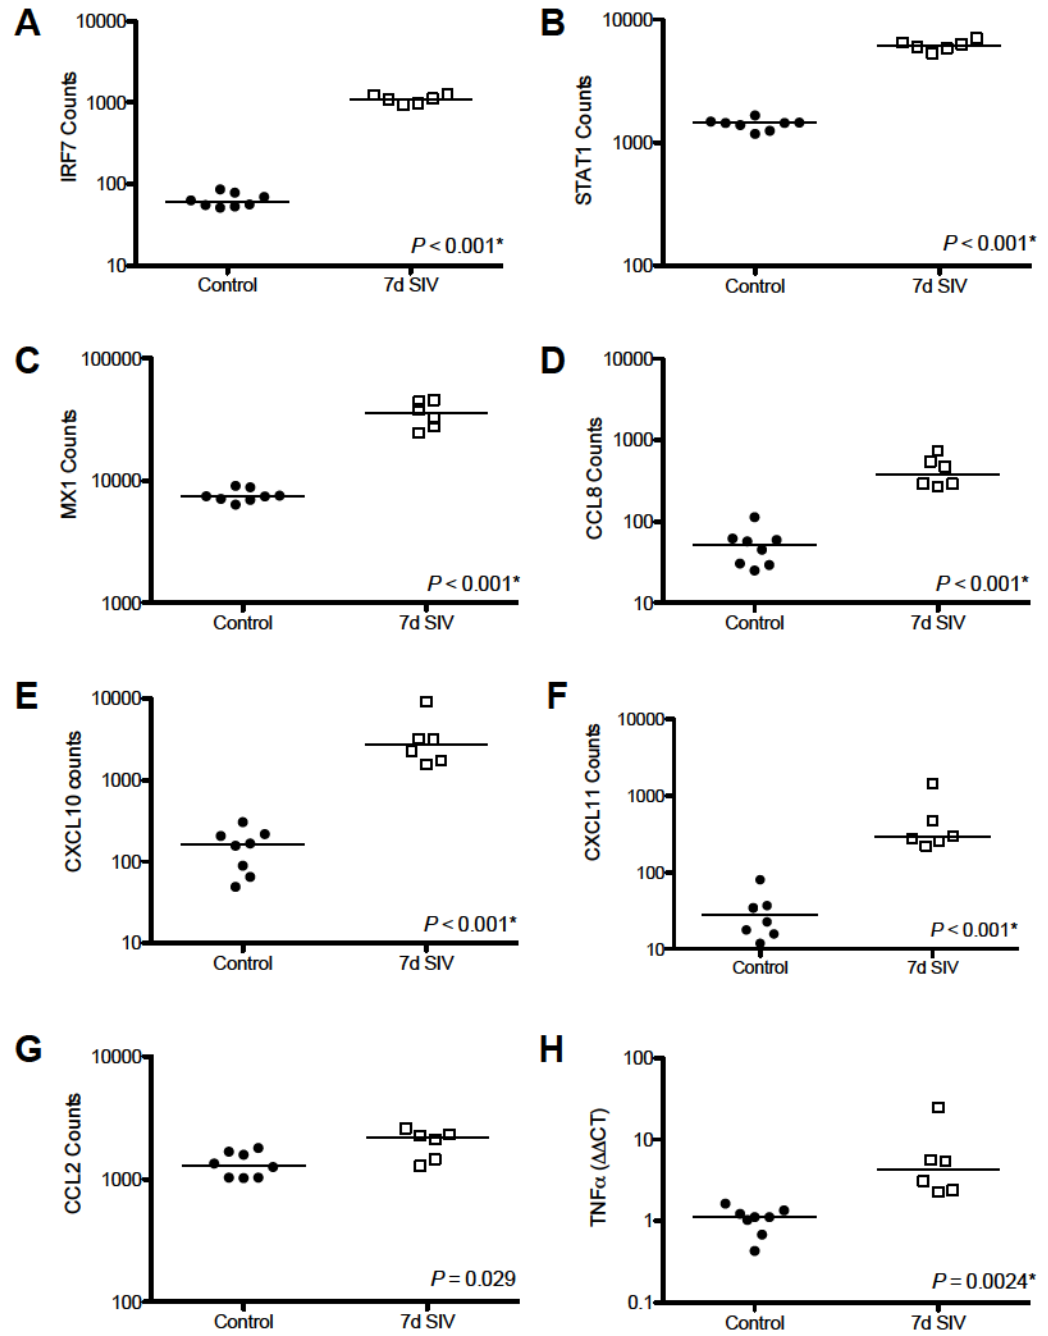 A
IRF7 Counts
10000
1000
100
10
Control
7d SIV
P < 0.001*
B
STAT1 Counts
10000
1000
100
Control
7d SIV
P < 0.001*
C
MX1 Counts
100000
10000
1000
Control
7d SIV
P < 0.001*
D
CCL8 Counts
10000
1000
100
10
Control
7d SIV
P < 0.001*
E
CXCL10 counts
10000
1000
100
10
Control
7d SIV
P < 0.001*
F
CXCL11 Counts
10000
1000
100
10
Control
7d SIV
P < 0.001*
G
CCL2 Counts
10000
1000
100
Control
7d SIV
P = 0.029
H
TNFα (ΔΔCT)
100
10
1
0.1
Control
7d SIV
P = 0.0024*